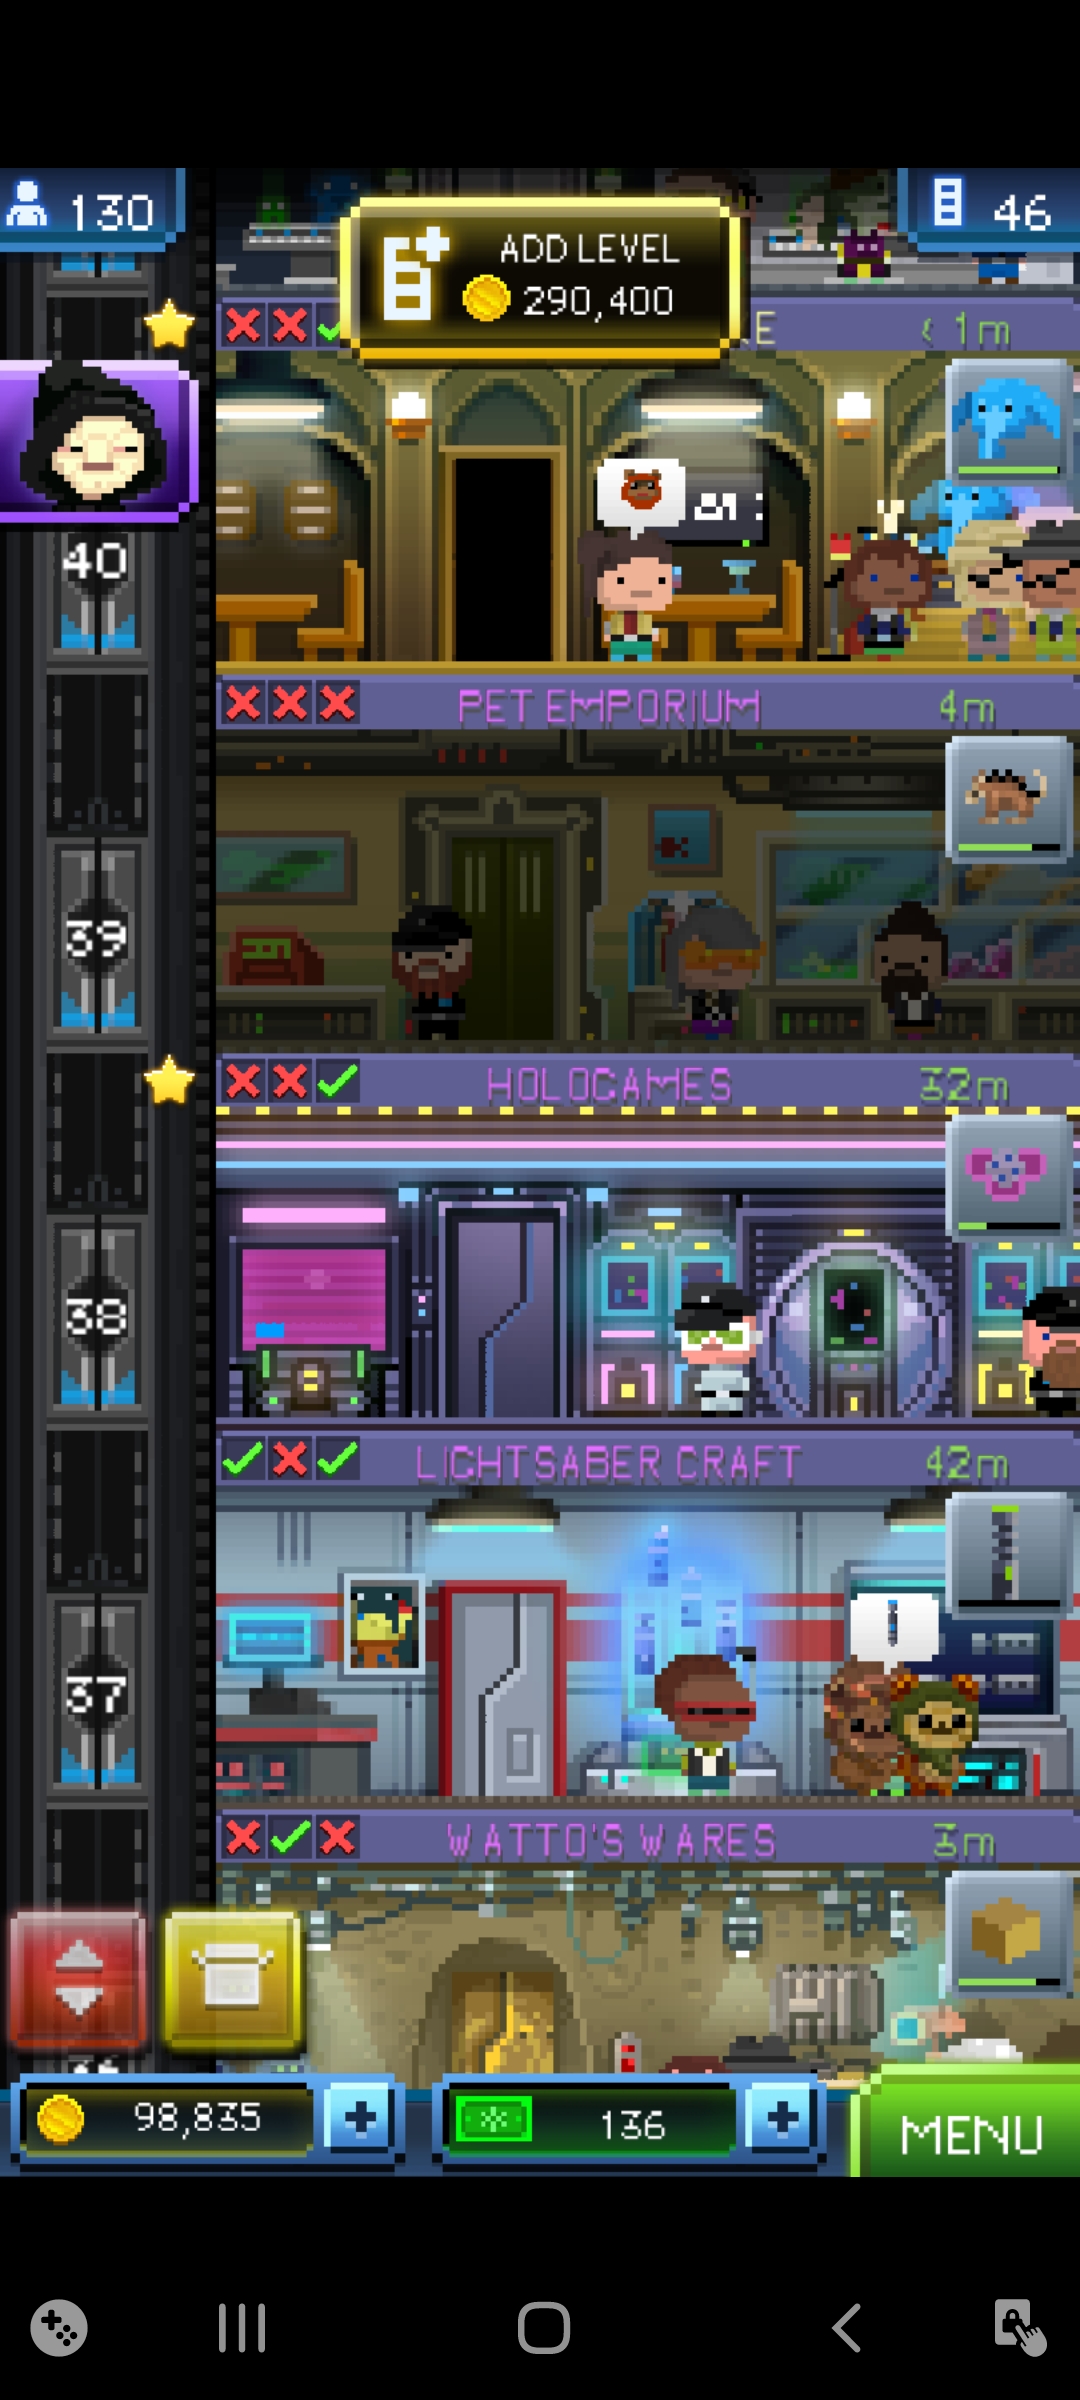 130
46
ADD LEVEL
290,400
E
< 1m
40
PET EMPORIUM
4m
39
HOLOGAMES
32m
38
LIGHTSABER CRAFT
42m
37
WATTO'S WARES
3m
98,835
136
MENU